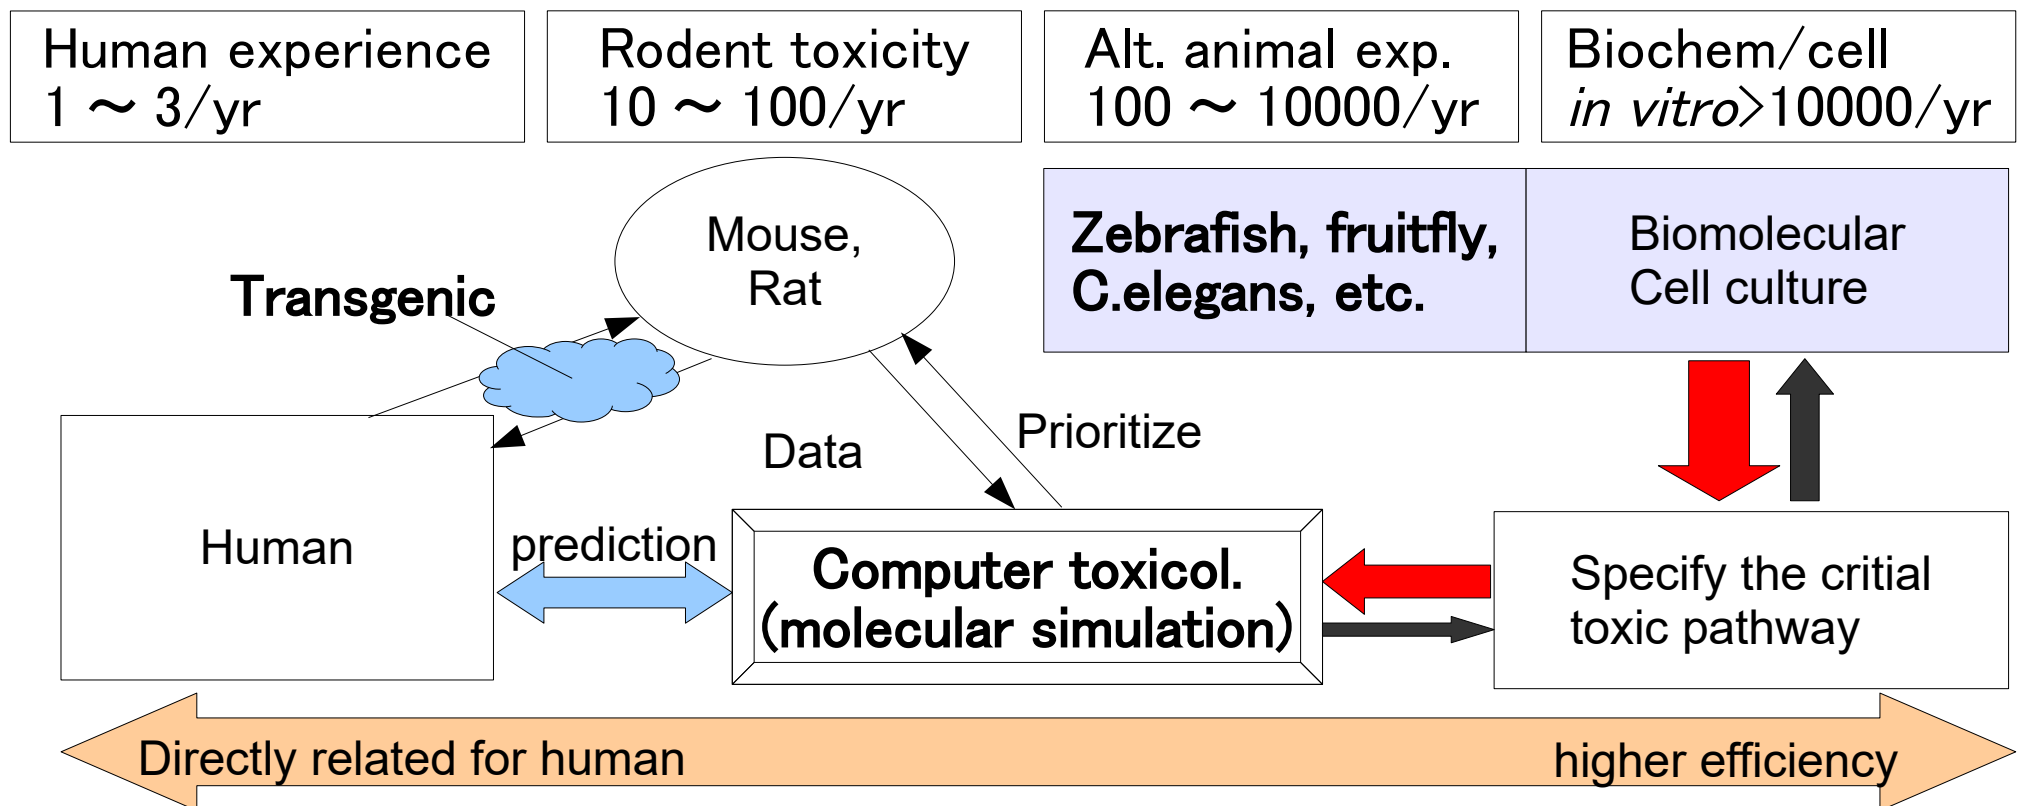 Human experience
1 ～ 3/yr
Rodent toxicity
10 ～ 100/yr
Alt. animal exp.
100 ～ 10000/yr
Biochem/cell
in vitro>10000/yr
Mouse,
Rat
Zebrafish, fruitfly,
C.elegans, etc.
Biomolecular
Cell culture
Transgenic
Data
Prioritize
Human
prediction
Computer toxicol.
(molecular simulation)
Specify the critial
toxic pathway
Directly related for human
higher efficiency